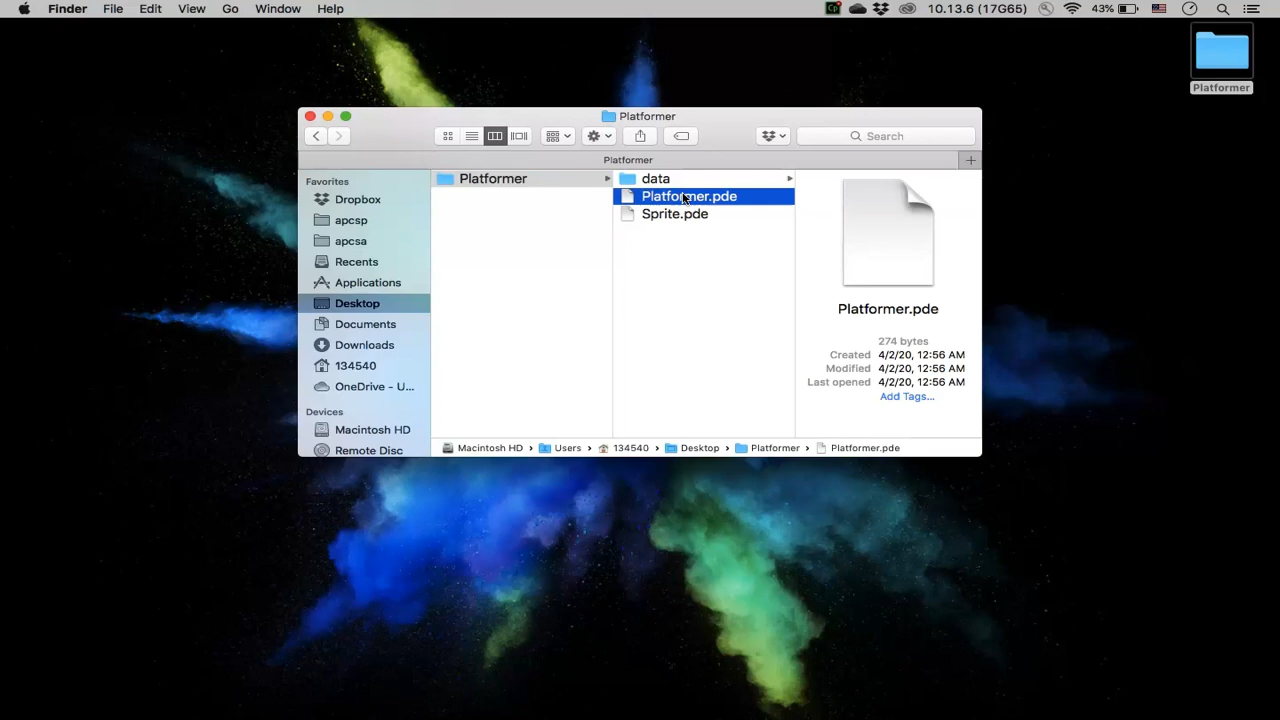 Finder File Edit View Go Window Help 10.13.6 (17G65) 43%
Platformer
Platformer
Search
Platformer
Favorites
Dropbox
apcsp
apcsa
Recents
Applications
Desktop
Documents
Downloads
134540
OneDrive - U...
Devices
Macintosh HD
Remote Disc
Platformer
data
Platformer.pde
Sprite.pde
Platformer.pde
274 bytes
Created 4/2/20, 12:56 AM
Modified 4/2/20, 12:56 AM
Last opened 4/2/20, 12:56 AM
Add Tags...
Macintosh HD › Users › 134540 › Desktop › Platformer › Platformer.pde